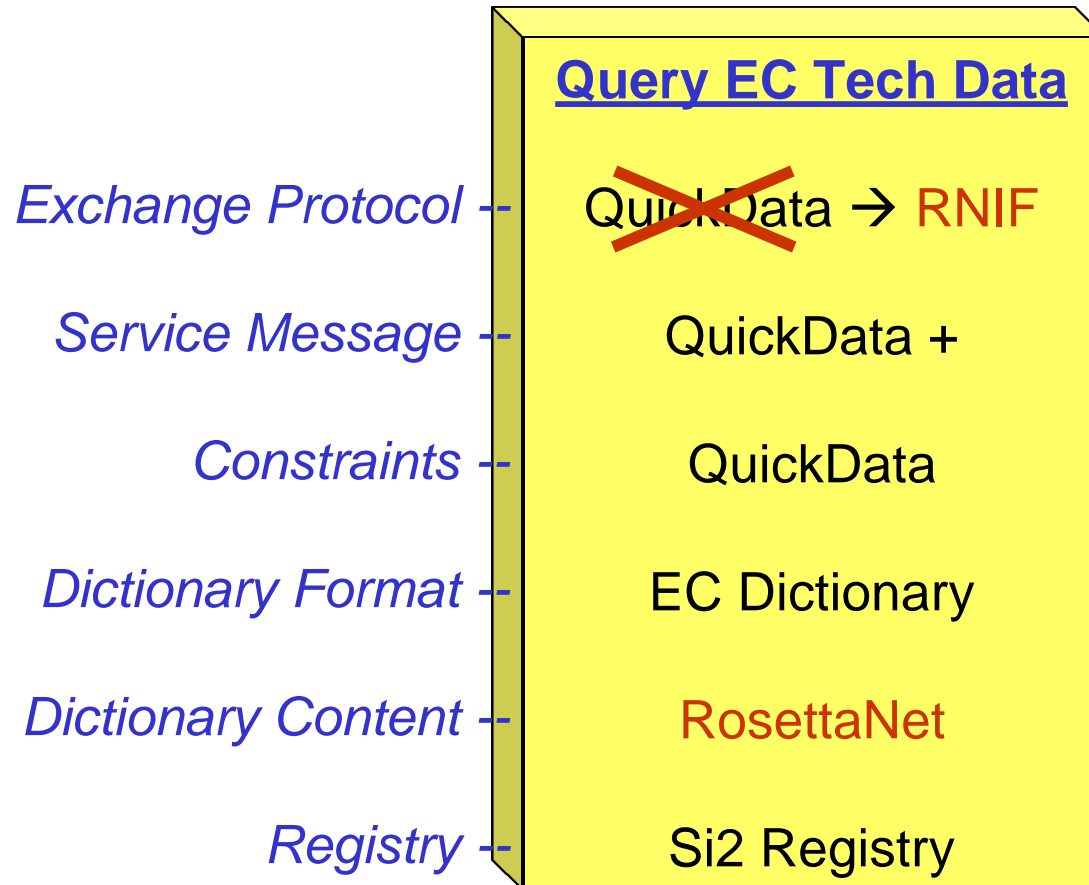 Query EC Tech Data
Exchange Protocol -- QuickData → RNIF
Service Message -- QuickData +
Constraints -- QuickData
Dictionary Format -- EC Dictionary
Dictionary Content -- RosettaNet
Registry -- Si2 Registry